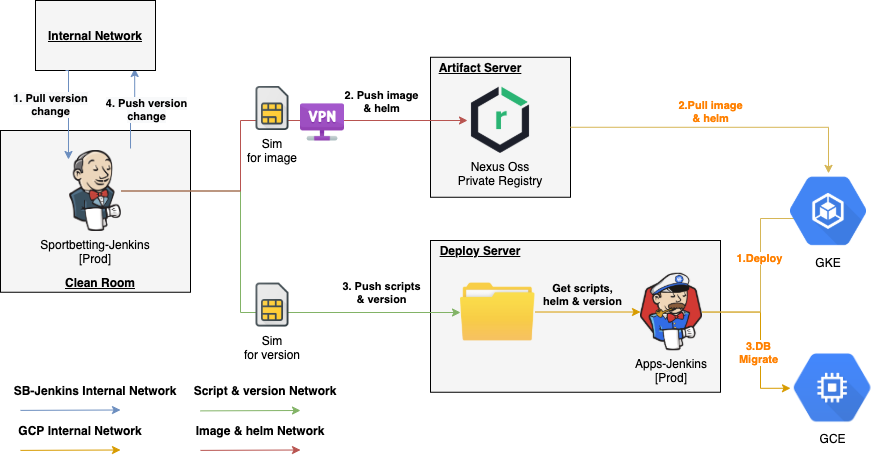 Internal Network
1. Pull version
change
4. Push version
change
Sportbetting-Jenkins
[Prod]
Clean Room
Sim
for image
VPN
2. Push image
& helm
Artifact Server
r
Nexus Oss
Private Registry
2.Pull image
& helm
GKE
1.Deploy
Sim
for version
3. Push scripts
& version
Deploy Server
Get scripts,
helm & version
Apps-Jenkins
[Prod]
3.DB
Migrate
GCE
SB-Jenkins Internal Network
Script & version Network
GCP Internal Network
Image & helm Network